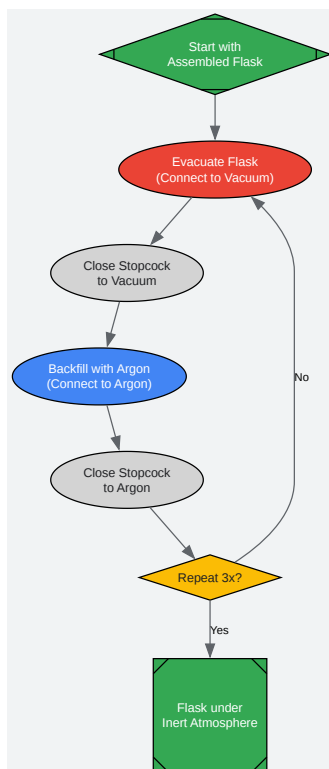 Start with
Assembled Flask
Evacuate Flask
(Connect to Vacuum)
Close Stopcock
to Vacuum
Backfill with Argon
(Connect to Argon)
No
Close Stopcock
to Argon
Repeat 3x?
Yes
Flask under
Inert Atmosphere